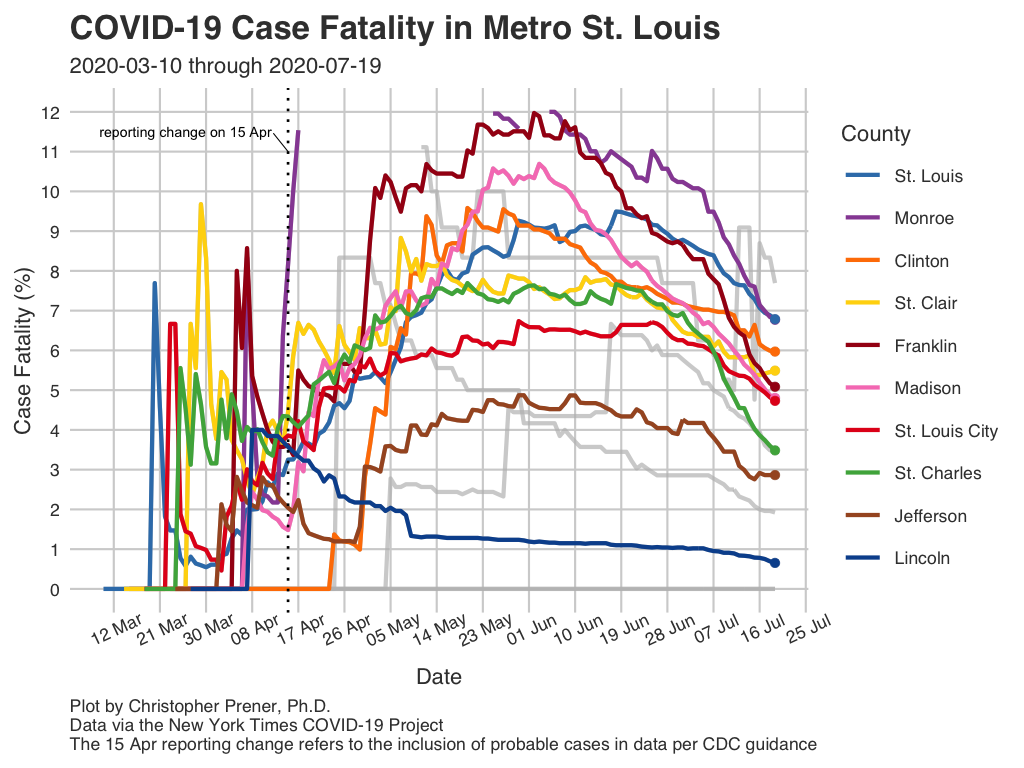 COVID-19 Case Fatality in Metro St. Louis
2020-03-10 through 2020-07-19
reporting change on 15 Apr
Case Fatality (%)
12
11
10
9
8
7
6
5
4
3
2
1
0
12 Mar
21 Mar
30 Mar
08 Apr
17 Apr
26 Apr
05 May
14 May
23 May
01 Jun
10 Jun
19 Jun
28 Jun
07 Jul
16 Jul
25 Jul
Date
County
St. Louis
Monroe
Clinton
St. Clair
Franklin
Madison
St. Louis City
St. Charles
Jefferson
Lincoln
Plot by Christopher Prener, Ph.D.
Data via the New York Times COVID-19 Project
The 15 Apr reporting change refers to the inclusion of probable cases in data per CDC guidance